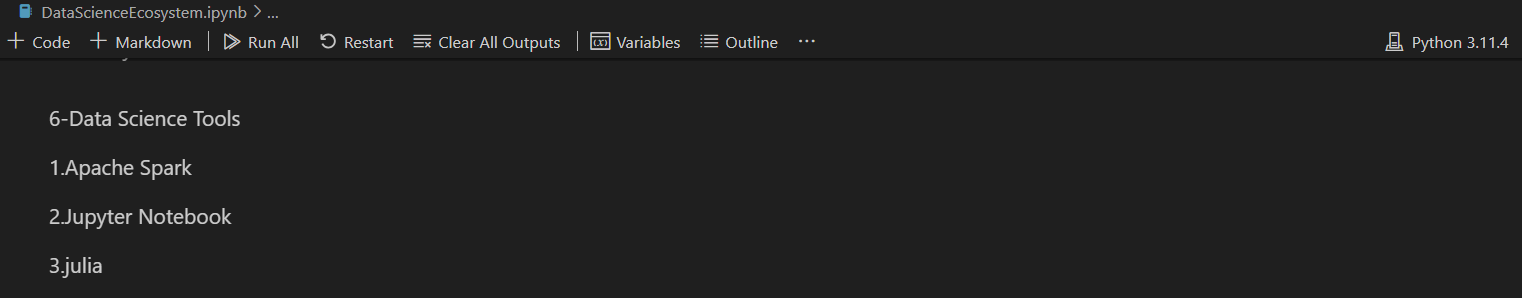 DataScienceEcosystem.ipynb > ...
+ Code + Markdown | Run All Restart Clear All Outputs | Variables Outline ... Python 3.11.4
6-Data Science Tools
1.Apache Spark
2.Jupyter Notebook
3.julia